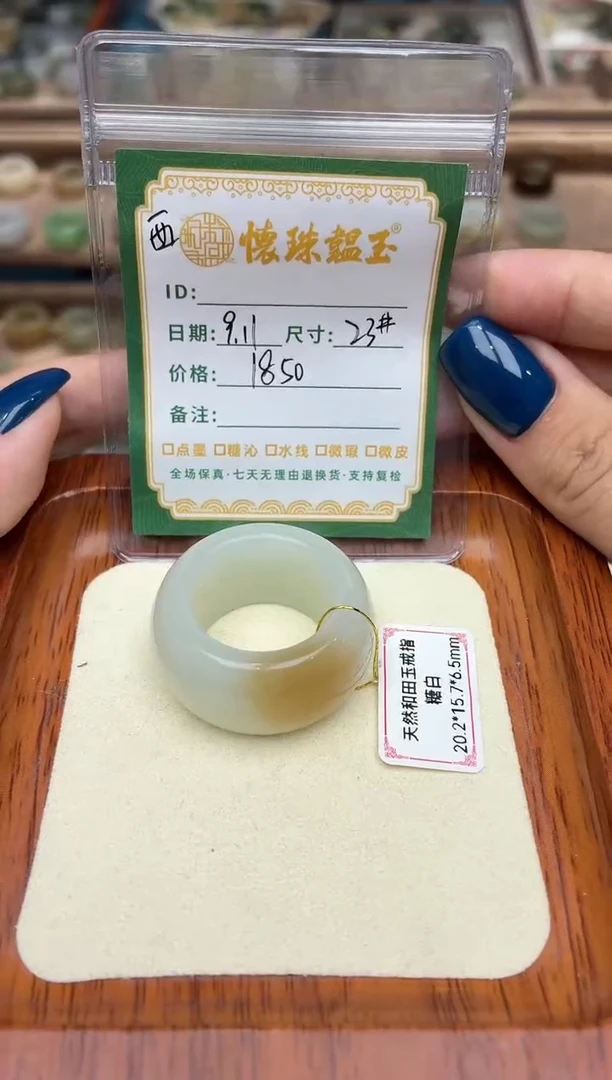 西 懷珠韞玉®
ID:
日期: 9.11 尺寸: 23#
价格: 1850
备注:
□点墨 □糖沁 □水线 □微瑕 □微皮
全场保真·七天无理由退换货·支持复检
天然和田玉戒指
糖白
20.2*15.7*6.5mm